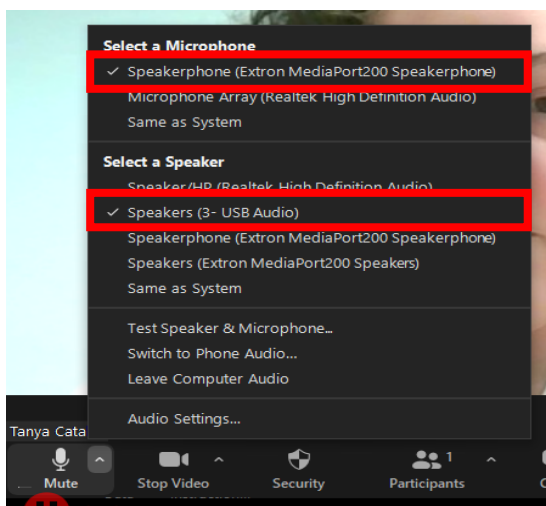 Select a Microphone
Speakerphone (Extron MediaPort200 Speakerphone)
Microphone Array (Realtek High Definition Audio)
Same as System
Select a Speaker
Speaker/HP (Realtek High Definition Audio)
Speakers (3- USB Audio)
Speakerphone (Extron MediaPort200 Speakerphone)
Speakers (Extron MediaPort200 Speakers)
Same as System
Test Speaker & Microphone...
Switch to Phone Audio...
Leave Computer Audio
Audio Settings...
Tanya Cata
1
Mute Stop Video Security Participants